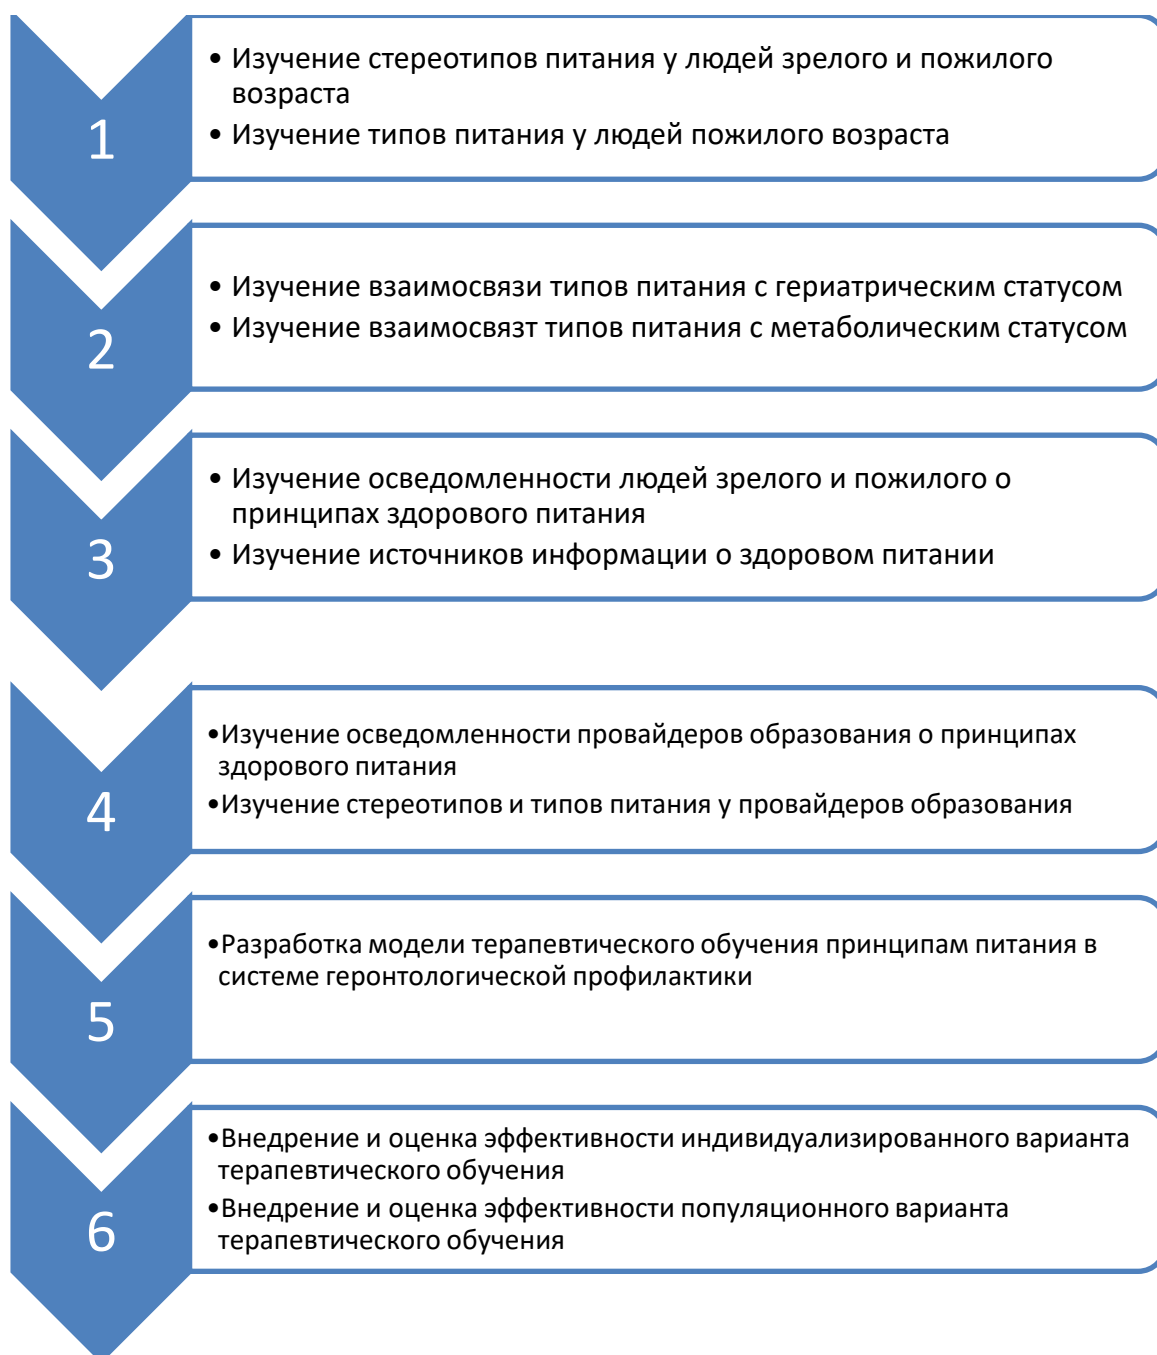 1
• Изучение стереотипов питания у людей зрелого и пожилого
возраста
• Изучение типов питания у людей пожилого возраста
2
• Изучение взаимосвязи типов питания с гериатрическим статусом
• Изучение взаимосвязт типов питания с метаболическим статусом
3
• Изучение осведомленности людей зрелого и пожилого о
принципах здорового питания
• Изучение источников информации о здоровом питании
4
•Изучение осведомленности провайдеров образования о принципах
здорового питания
•Изучение стереотипов и типов питания у провайдеров образования
5
•Разработка модели терапевтического обучения принципам питания в
системе геронтологической профилактики
6
•Внедрение и оценка эффективности индивидуализированного варианта
терапевтического обучения
•Внедрение и оценка эффективности популяционного варианта
терапевтического обучения